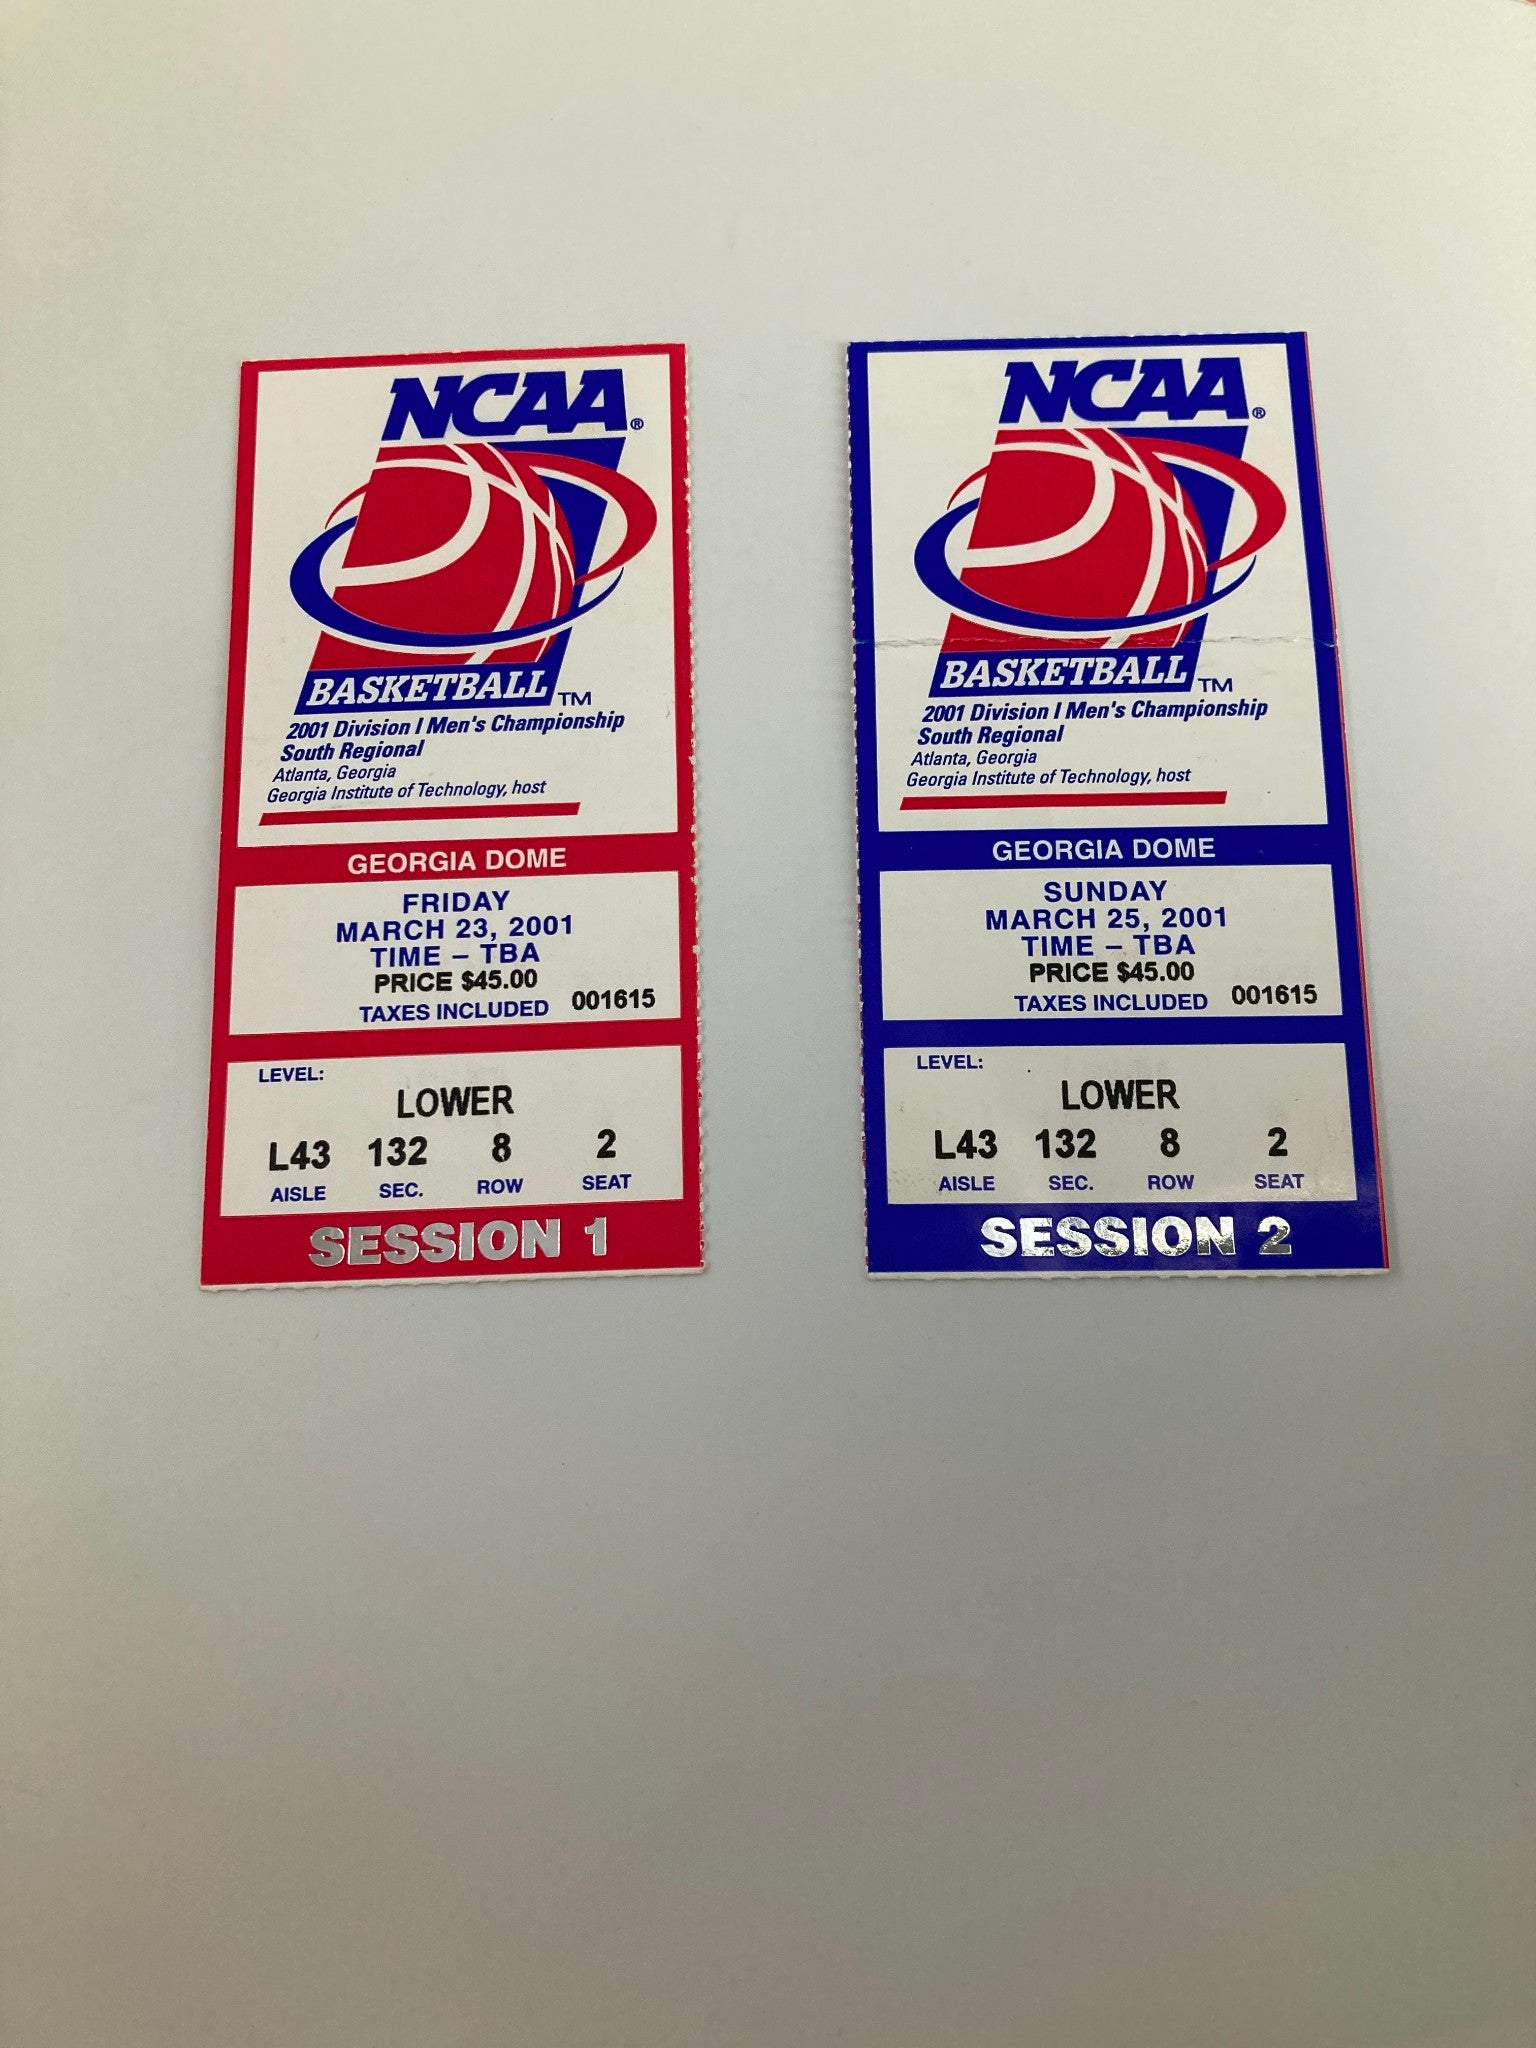 NCAA®
BASKETBALL TM
2001 Division I Men's Championship
South Regional
Atlanta, Georgia
Georgia Institute of Technology, host
GEORGIA DOME
FRIDAY
MARCH 23, 2001
TIME – TBA
PRICE $45.00
TAXES INCLUDED 001615
LEVEL:
LOWER
L43 132 8 2
AISLE SEC. ROW SEAT
SESSION 1
NCAA®
BASKETBALL TM
2001 Division I Men's Championship
South Regional
Atlanta, Georgia
Georgia Institute of Technology, host
GEORGIA DOME
SUNDAY
MARCH 25, 2001
TIME – TBA
PRICE $45.00
TAXES INCLUDED 001615
LEVEL:
LOWER
L43 132 8 2
AISLE SEC. ROW SEAT
SESSION 2